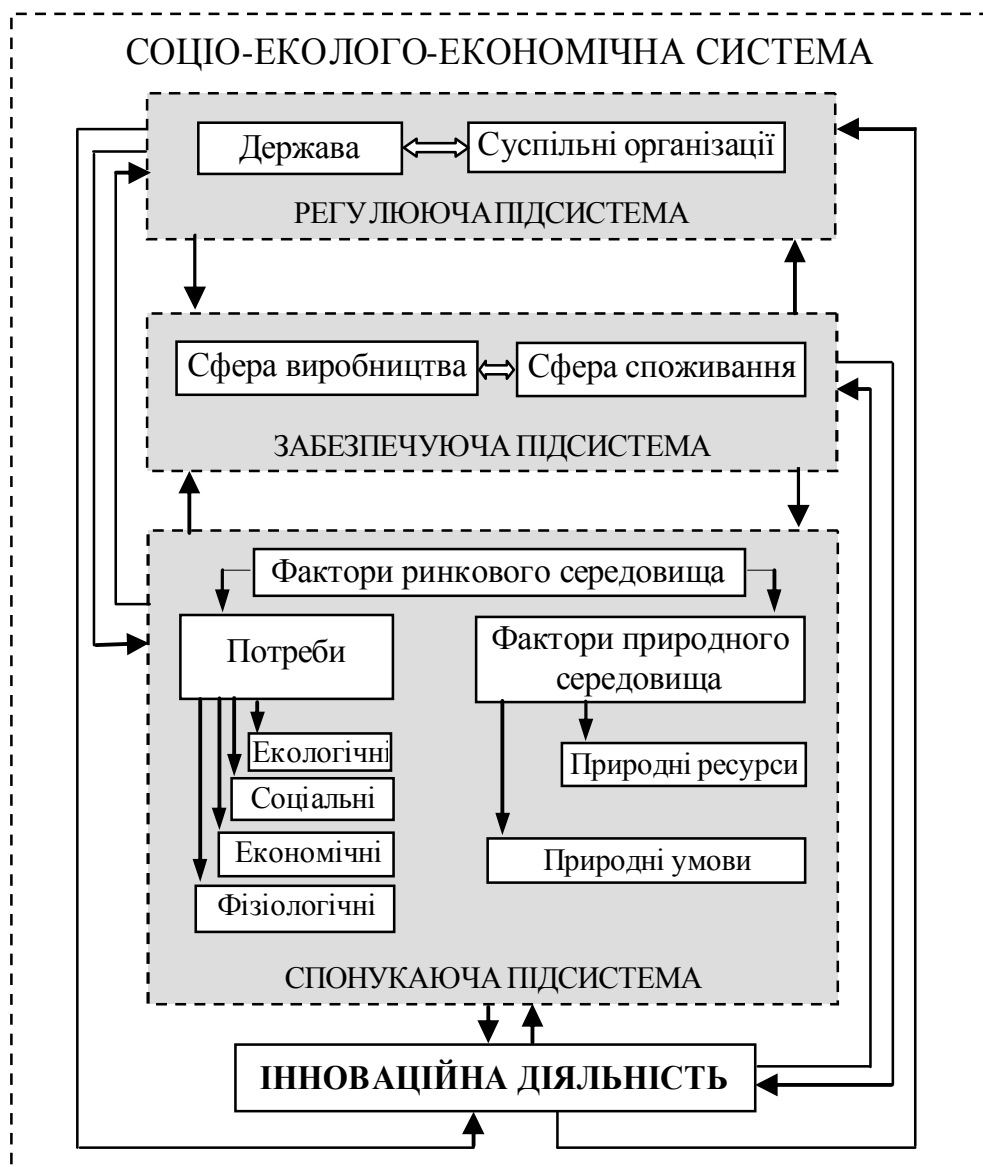 СОЦІО-ЕКОЛОГО-ЕКОНОМІЧНА СИСТЕМА
Держава
Суспільні організації
РЕГУЛЮЮЧА ПІДСИСТЕМА
Сфера виробництва
Сфера споживання
ЗАБЕЗПЕЧУЮЧА ПІДСИСТЕМА
Фактори ринкового середовища
Потреби
Фактори природного
середовища
Екологічні
Соціальні
Економічні
Фізіологічні
Природні ресурси
Природні умови
СПОНУКАЮЧА ПІДСИСТЕМА
ІННОВАЦІЙНА ДІЯЛЬНІСТЬ